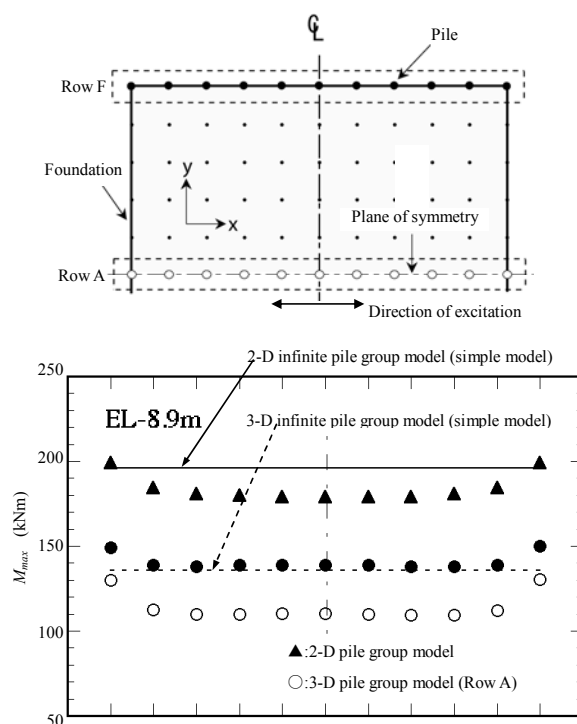 ℄
Pile
Row F
Foundation
y
x
Plane of symmetry
Row A
Direction of excitation
2-D infinite pile group model (simple model)
250
EL-8.9m
3-D infinite pile group model (simple model)
200
150
100
50
Mmax (kNm)
▲:2-D pile group model
○:3-D pile group model (Row A)